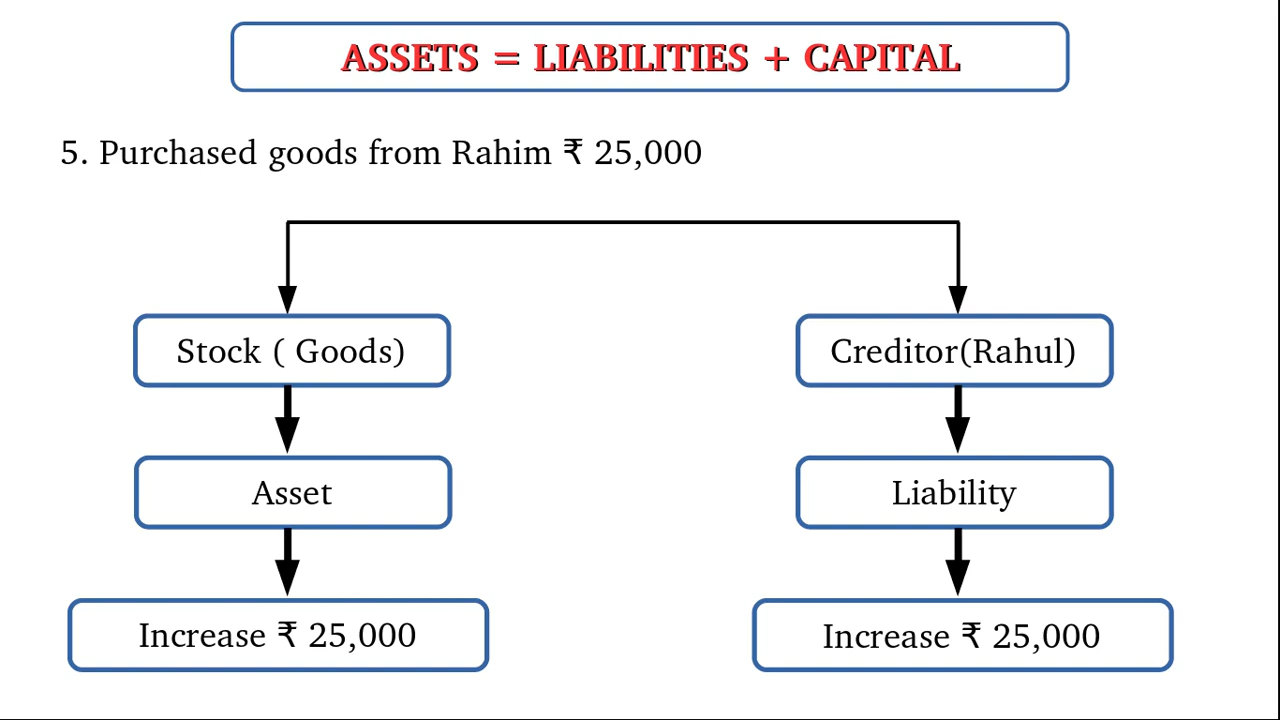 ASSETS = LIABILITIES + CAPITAL
5. Purchased goods from Rahim ₹ 25,000
Stock ( Goods)
Creditor(Rahul)
Asset
Liability
Increase ₹ 25,000
Increase ₹ 25,000